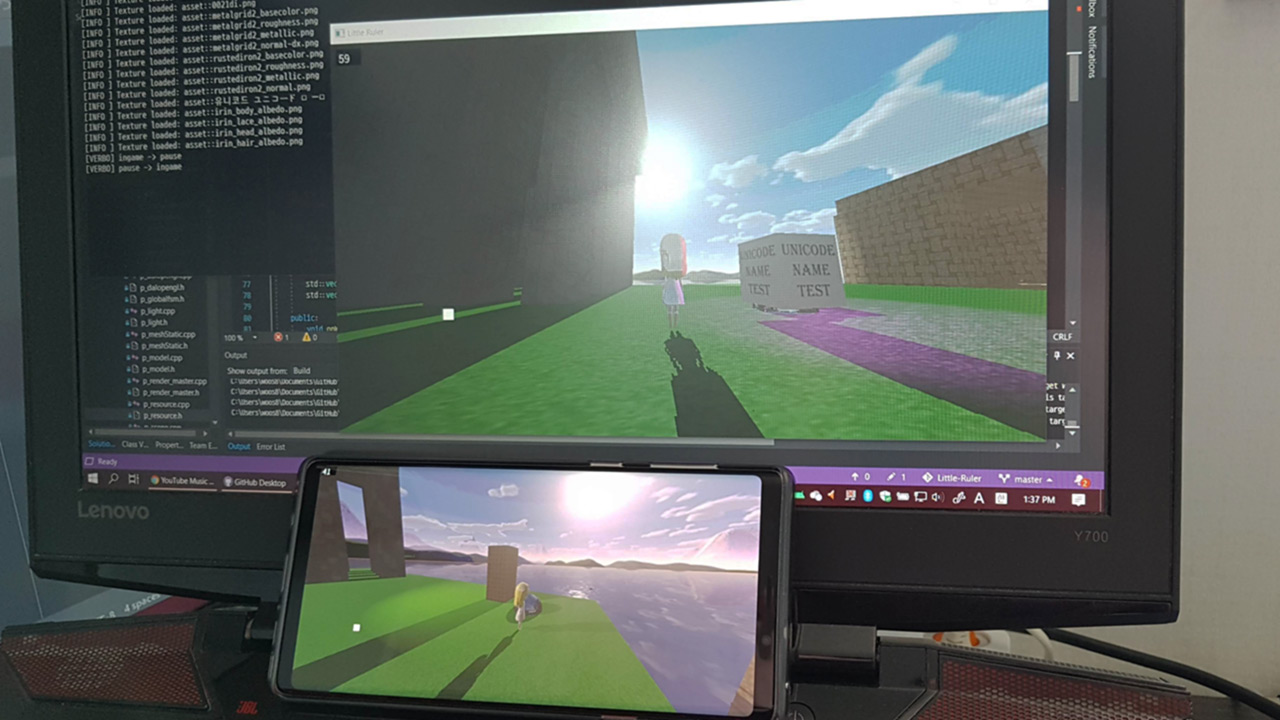 [INFO ] Texture loaded: asset::0021di.png
[INFO ] Texture loaded: asset::metalgrid2_basecolor.png
[INFO ] Texture loaded: asset::metalgrid2_roughness.png
[INFO ] Texture loaded: asset::metalgrid2_metallic.png
[INFO ] Texture loaded: asset::metalgrid2_normal-dx.png
[INFO ] Texture loaded: asset::rustediron2_basecolor.png
[INFO ] Texture loaded: asset::rustediron2_roughness.png
[INFO ] Texture loaded: asset::rustediron2_metallic.png
[INFO ] Texture loaded: asset::rustediron2_normal.png
[INFO ] Texture loaded: asset::유니코드 ユニコード
[INFO ] Texture loaded: asset::irin_body_albedo.png
[INFO ] Texture loaded: asset::irin_lace_albedo.png
[INFO ] Texture loaded: asset::irin_head_albedo.png
[INFO ] Texture loaded: asset::irin_hair_albedo.png
[VERBO] ingame -> pause
[VERBO] pause -> ingame
Little Ruler
59
UNICODE UNICODE
NAME NAME
TEST TEST
Notifications
p_dalopengl.h
p_globalfsm.h
p_light.cpp
p_light.h
p_meshStatic.cpp
p_meshStatic.h
p_model.cpp
p_model.h
p_render_master.cpp
p_render_master.h
p_resource.cpp
p_resource.h
77
78
79
80
public:
100 %
1
0
Output
Show output from: Build
C:\Users\woos8\Documents\GitHub
C:\Users\woos8\Documents\GitHub
C:\Users\woos8\Documents\GitHub
C:\Users\woos8\Documents\GitHub
CRLF
Solutio... Class V... Propert... Team E...
Output Error List
Ready
0 1 Little-Ruler master 2
YouTube Music ... GitHub Desktop
A 1:37 PM
Lenovo
Y700
41
JBL